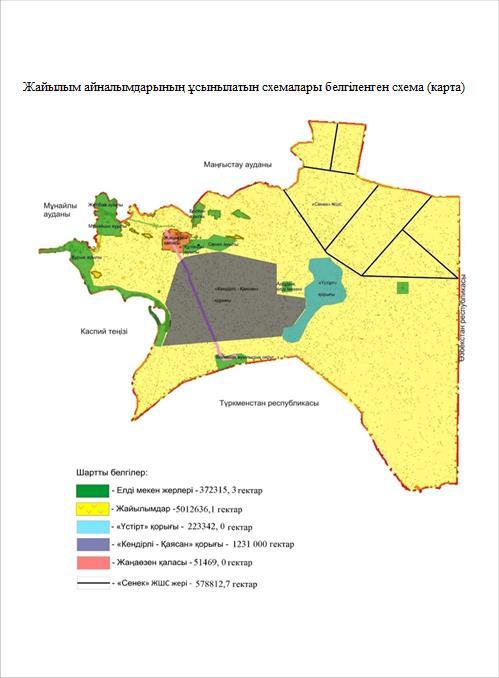 Жайылым айналымдарының ұсынылатын схемалары белгіленген схема (карта)
Маңғыстау ауданы
Мұнайлы
ауданы
«Сенек» ЖШС
Сенек ауылы
«Кендірлі - Қаясан»
қорығы
«Үстірт»
қорығы
Каспий теңізі
Өзбекстан республикасы
Түркменстан республикасы
Шартты белгілер:
- Елді мекен жерлері - 372315, 3 гектар
- Жайылымдар -5012636,1 гектар
- «Үстірт» қорығы - 223342, 0 гектар
- «Кендірлі - Қаясан» қорығы - 1231 000 гектар
- Жаңаөзен қаласы - 51469, 0 гектар
- «Сенек» ЖШС жері - 578812,7 гектар